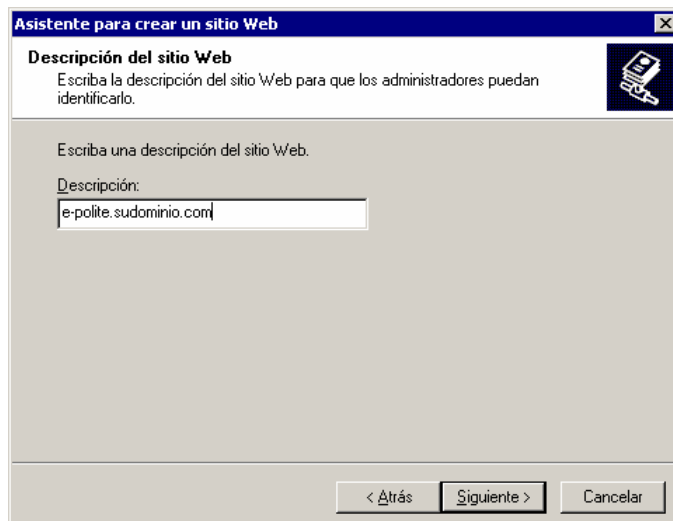 Asistente para crear un sitio Web
Descripción del sitio Web
Escriba la descripción del sitio Web para que los administradores puedan
identificarlo.
Escriba una descripción del sitio Web.
Descripción:
e-polite.sudominio.com
< Atrás
Siguiente >
Cancelar